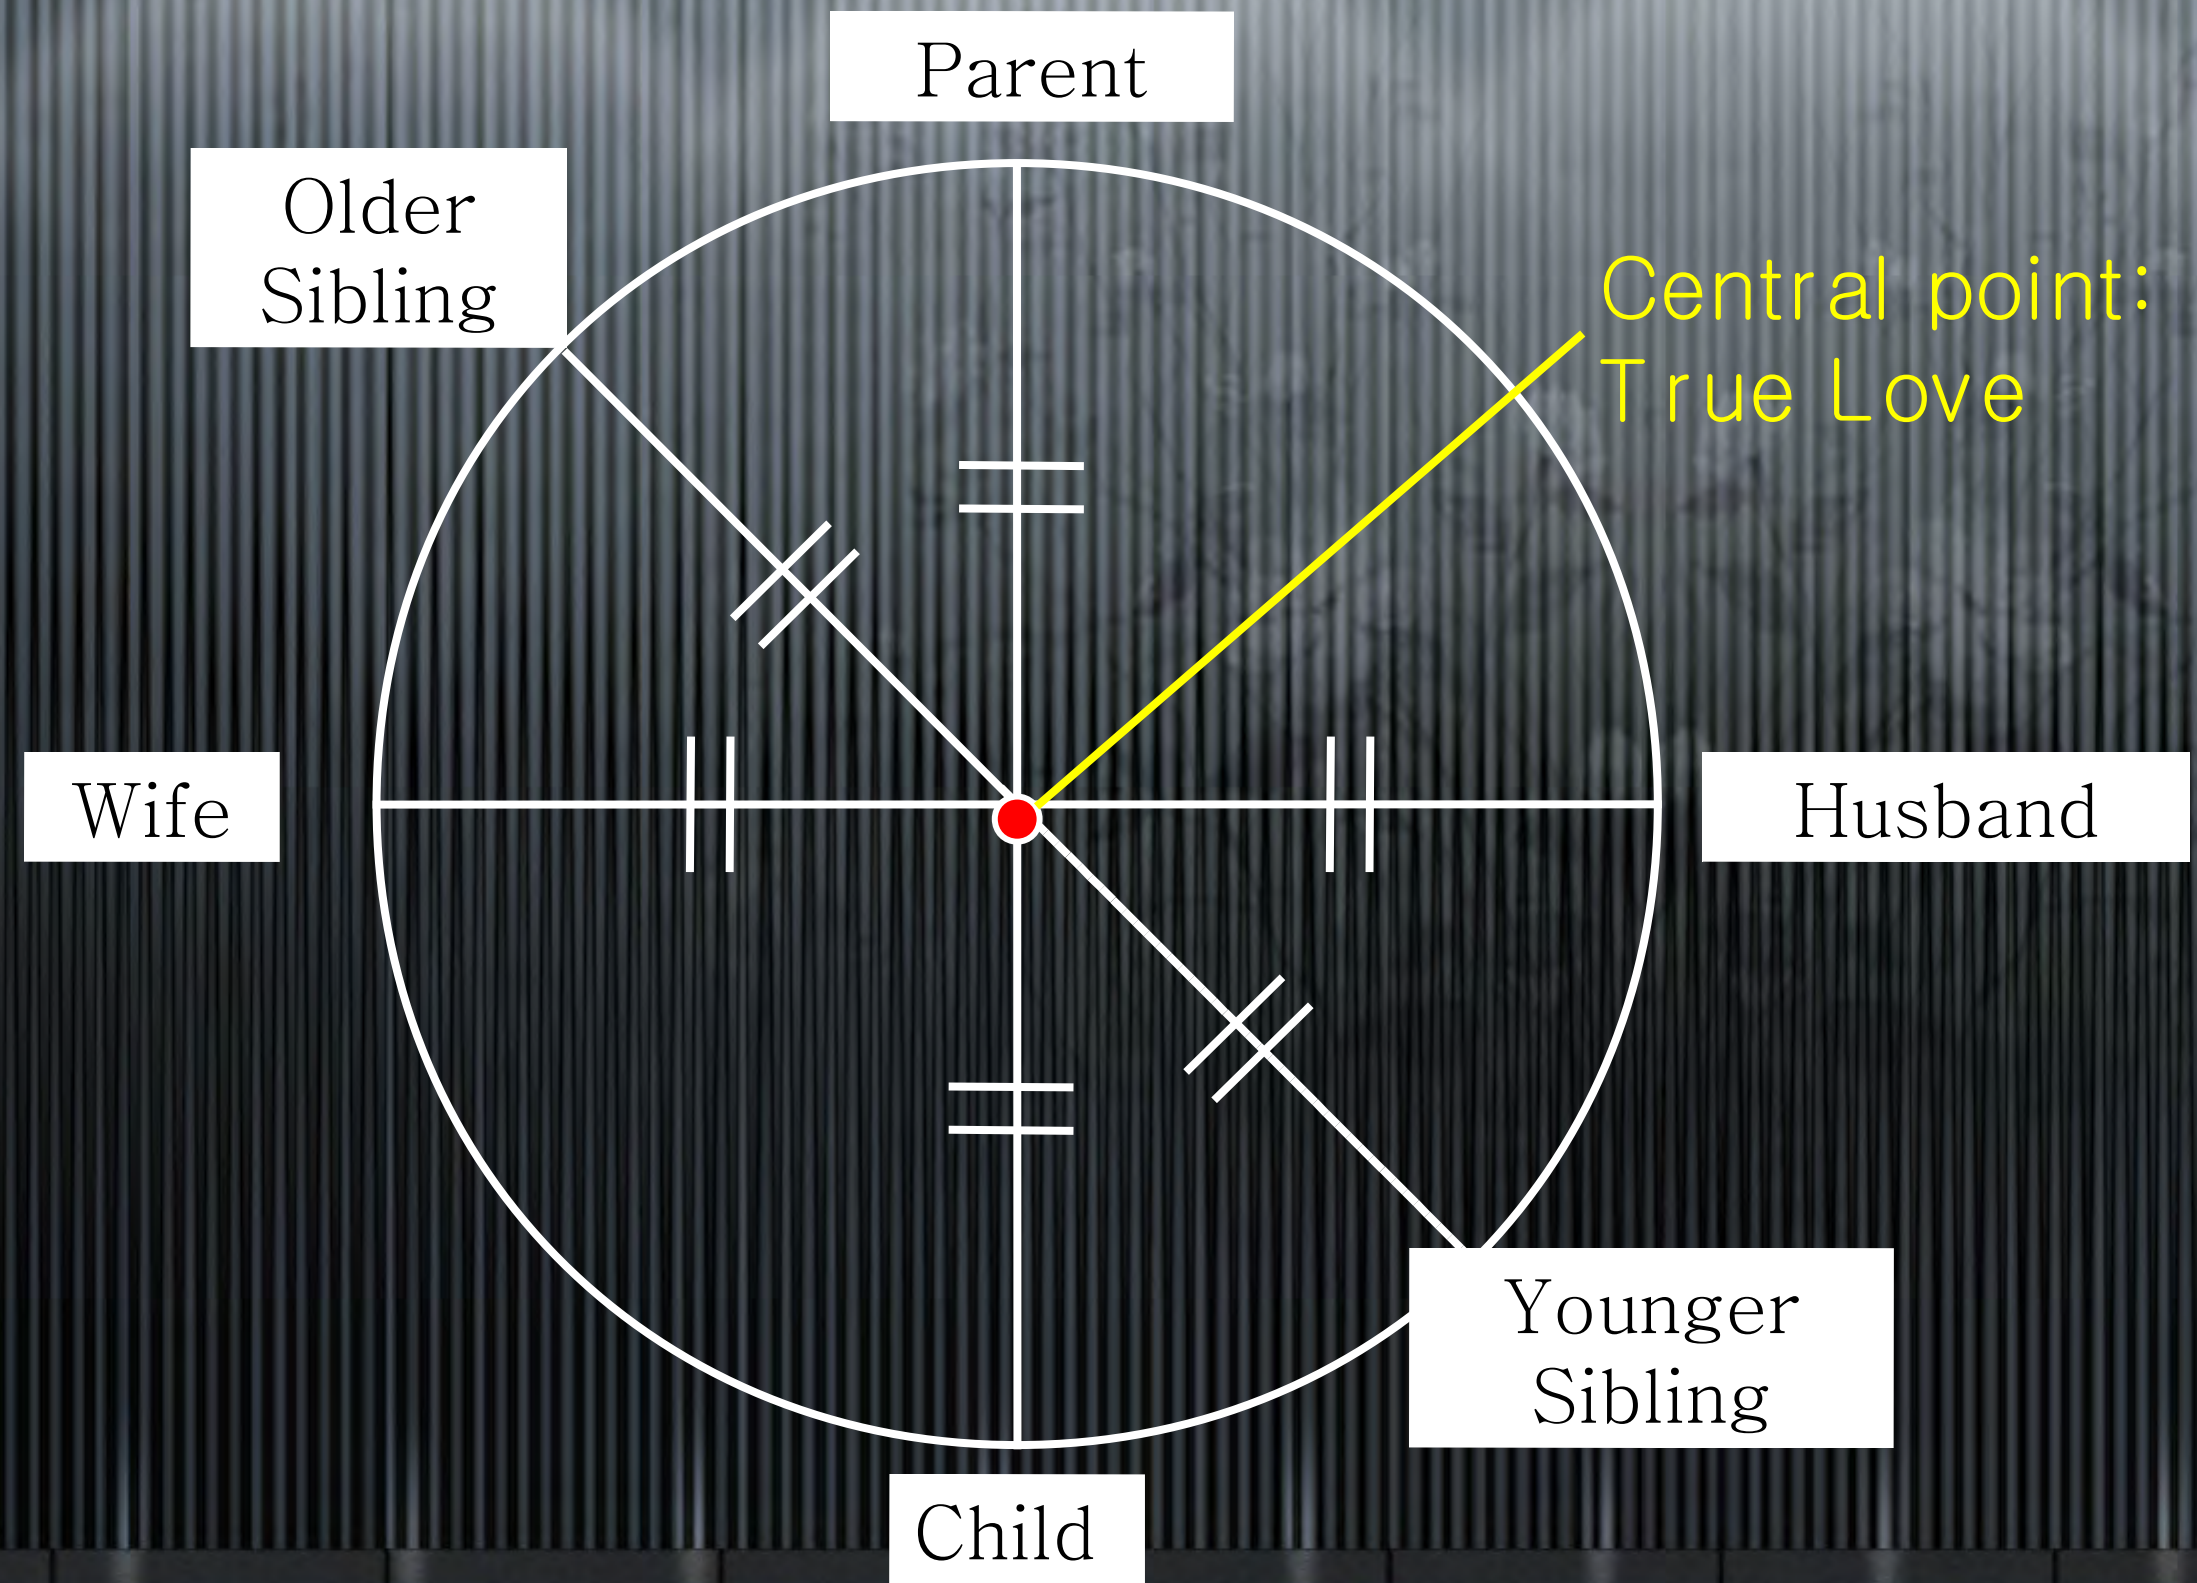 Parent
Older
Sibling
Central point:
True Love
Wife
Husband
Younger
Sibling
Child